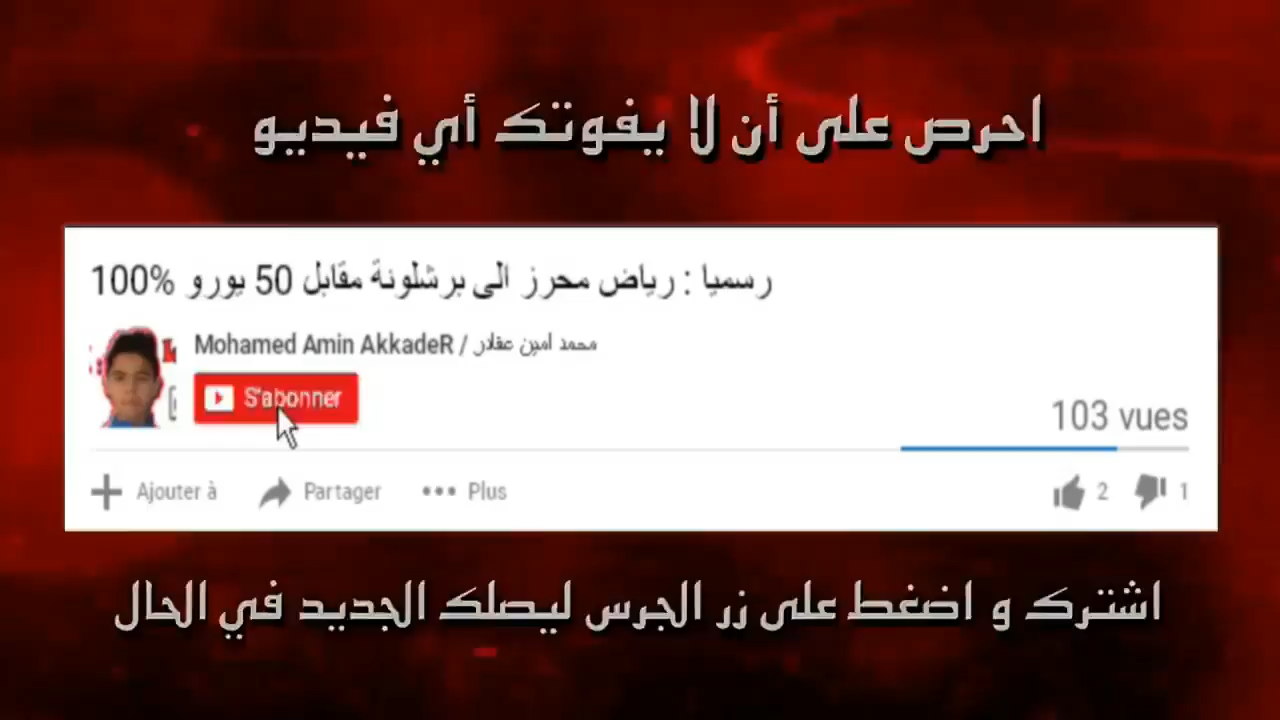 احرص على أن لا يفوتك أي فيديو
رسميا : رياض محرز الى برشلونة مقابل 50 يورو 100%
Mohamed Amin AkkadeR / محمد امين عقادر
S'abonner
103 vues
Ajouter à Partager Plus 2 1
اشترك و اضغط على زر الجرس ليصلك الجديد في الحال